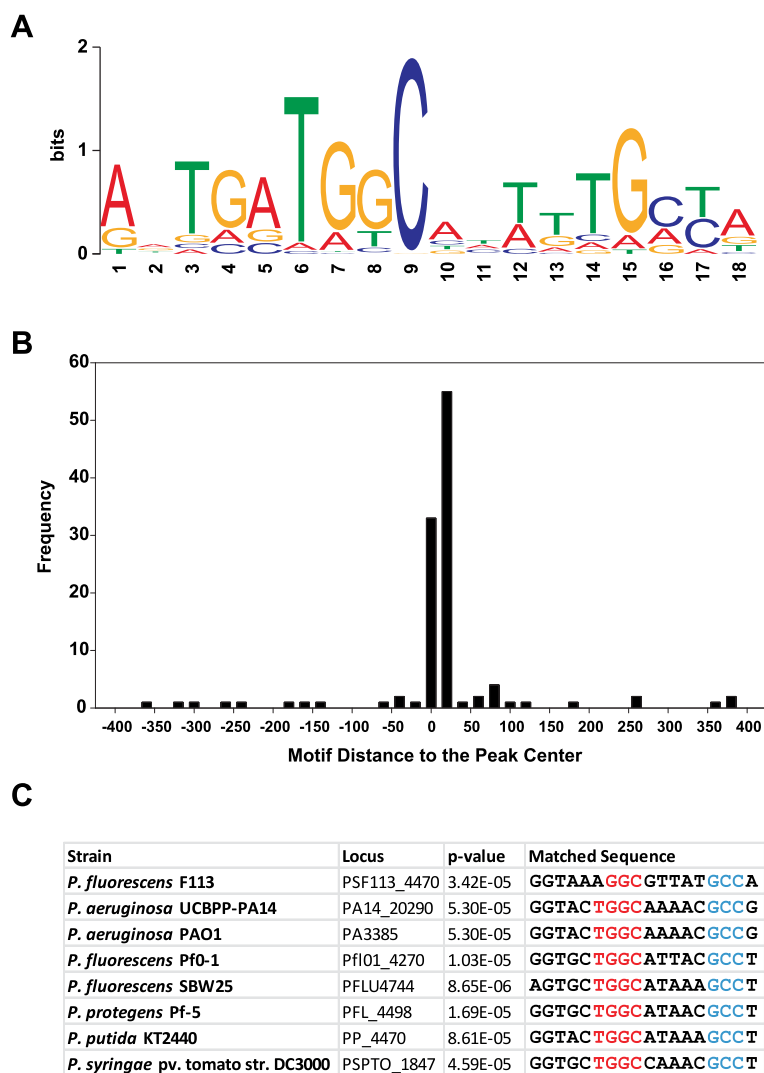 A
2
bits
1
0
A G T
A
T G C A
G A C
A G C
T A
G A
G T C
C
A C T G
T A
T A C
T G A
T C A G
G A T
C A G
T C A
A G T
1 2 3 4 5 6 7 8 9 10 11 12 13 14 15 16 17 18
B
60
50
40
30
20
10
0
Frequency
-400 -350 -300 -250 -200 -150 -100 -50 0 50 100 150 200 250 300 350 400
Motif Distance to the Peak Center
C
Strain Locus p-value Matched Sequence
P. fluorescens F113 PSF113_4470 3.42E-05 GGTAAAGGCGTTATGCCA
P. aeruginosa UCBPP-PA14 PA14_20290 5.30E-05 GGTACTGGCAAAACGCCG
P. aeruginosa PAO1 PA3385 5.30E-05 GGTACTGGCAAAACGCCG
P. fluorescens Pf0-1 Pfl01_4270 1.03E-05 GGTGCTGGCATTACGCCT
P. fluorescens SBW25 PFLU4744 8.65E-06 AGTGCTGGCATAAAGCCT
P. protegens Pf-5 PFL_4498 1.69E-05 GGTGCTGGCATAACGCCT
P. putida KT2440 PP_4470 8.61E-05 GGTACTGGCATAAAGCCT
P. syringae pv. tomato str. DC3000 PSPTO_1847 4.59E-05 GGTGCTGGCCAAACGCCT